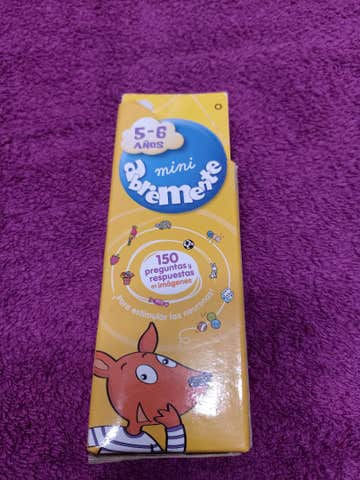 5-6
AÑOS
mini
abremente
150
preguntas y
respuestas
en imágenes
¡Para estimular las neuronas!